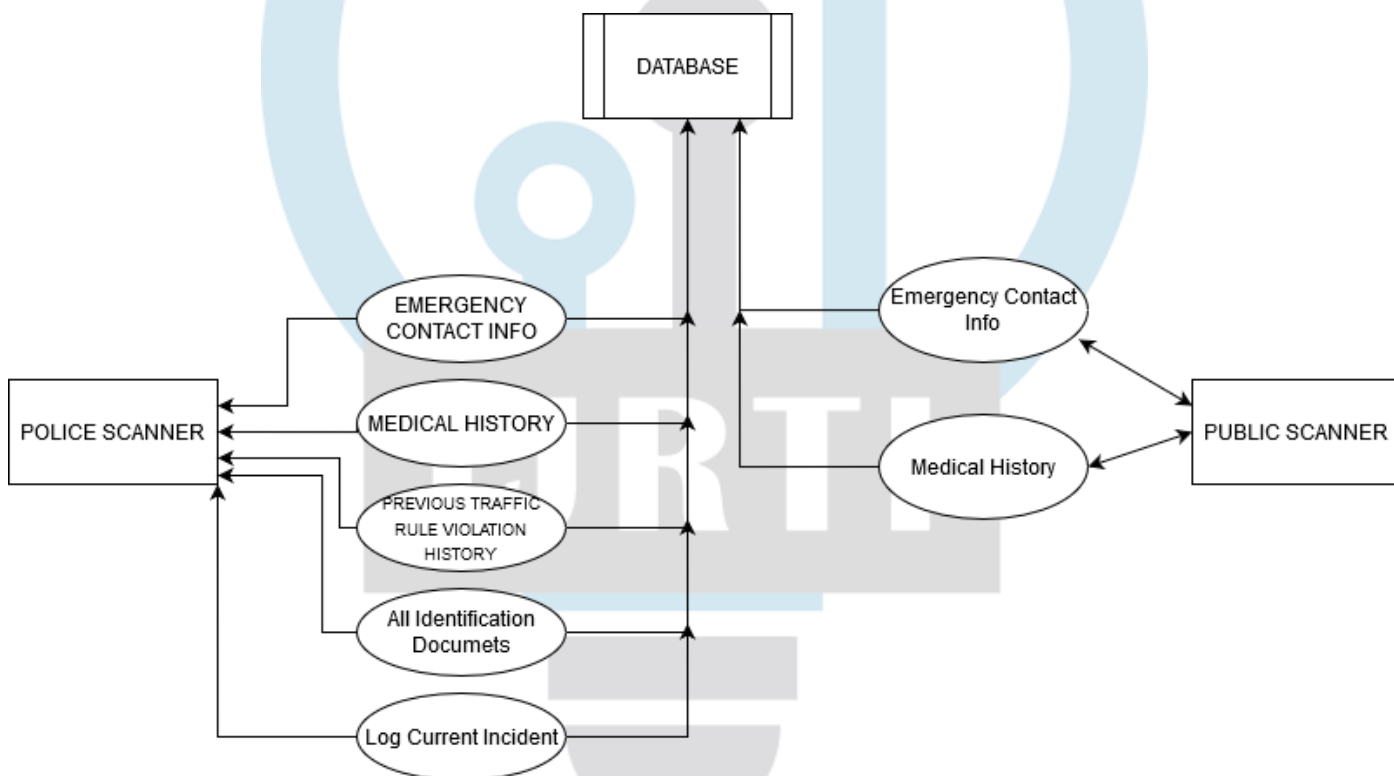 DATABASE
EMERGENCY
CONTACT INFO
MEDICAL HISTORY
PREVIOUS TRAFFIC
RULE VIOLATION
HISTORY
All Identification
Documets
Log Current Incident
POLICE SCANNER
Emergency Contact
Info
Medical History
PUBLIC SCANNER